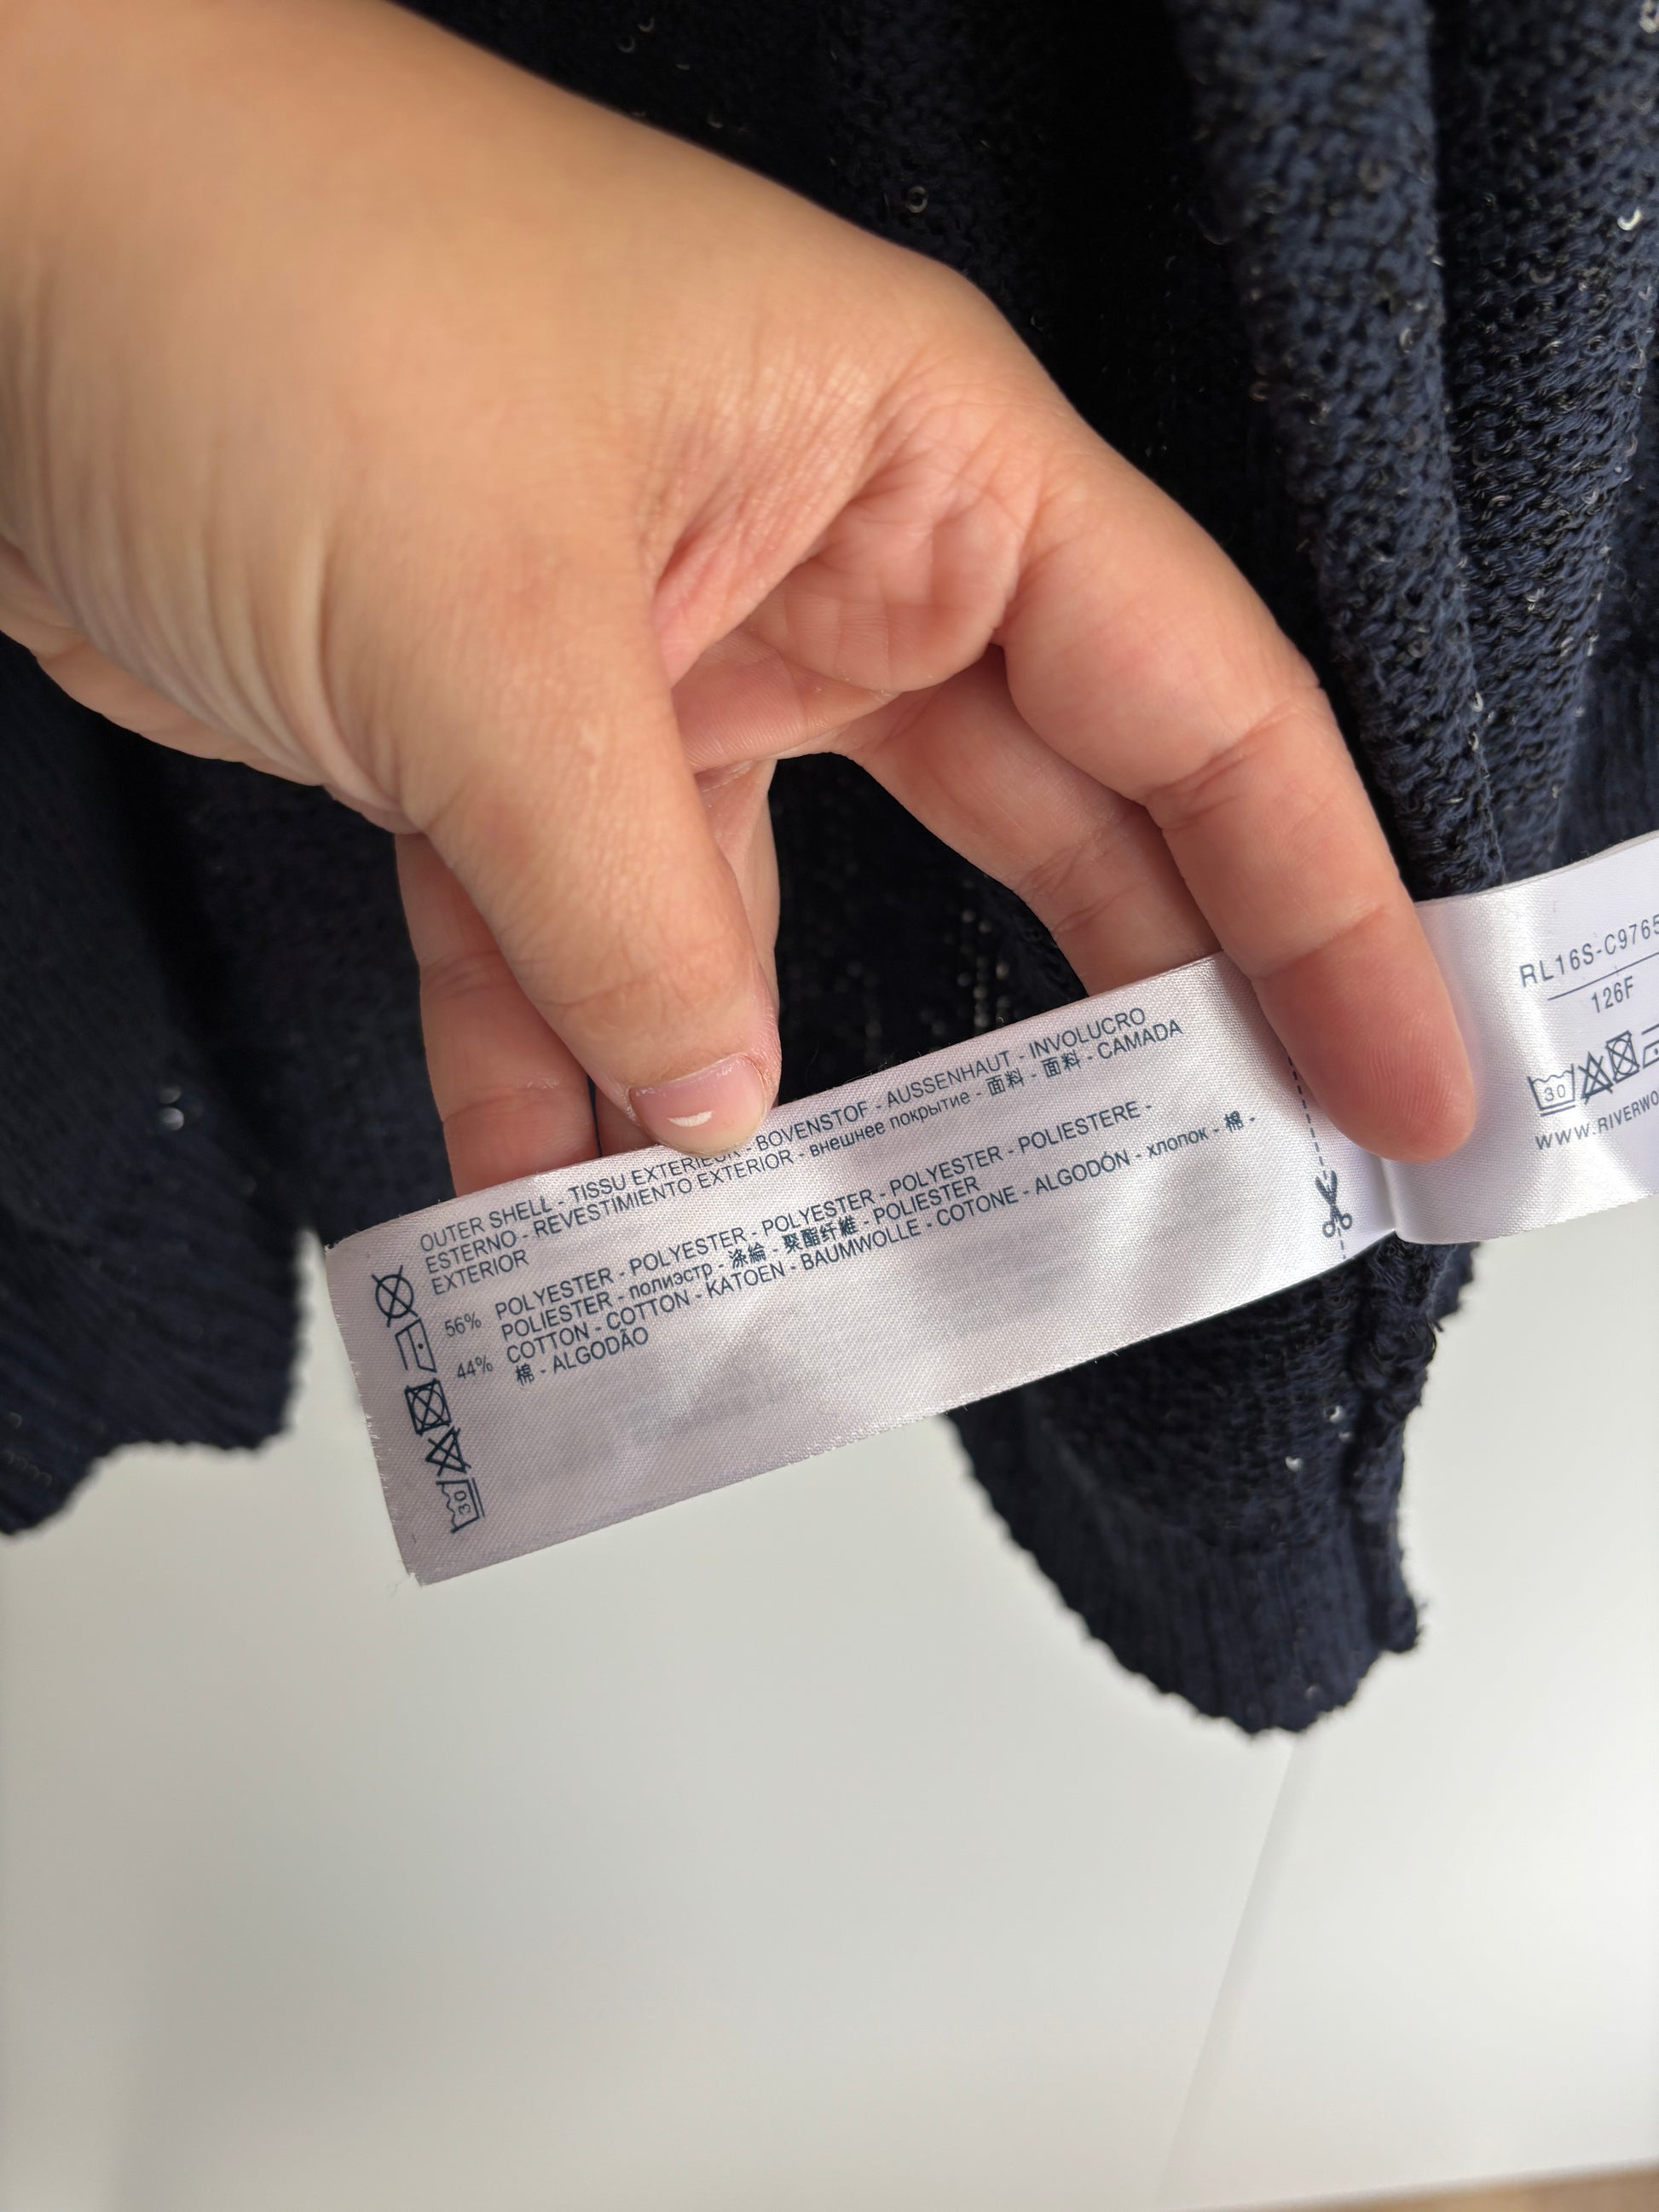 OUTER SHELL - TISSU EXTERIEUR - BOVENSTOF - AUSSENHAUT - INVOLUCRO
ESTERNO - REVESTIMIENTO EXTERIOR - внешнее покрытие - 面料 - 面料 - CAMADA
EXTERIOR
56% POLYESTER - POLYESTER - POLYESTER - POLYESTER - POLIESTERE -
POLIESTER - полиэстр - 涤綸 - 聚酯纤維 - POLIESTER
44% COTTON - COTTON - KATOEN - BAUMWOLLE - COTONE - ALGODÓN - хлопок - 棉 -
棉 - ALGODÃO
30
RL16S-C9765
126F
30